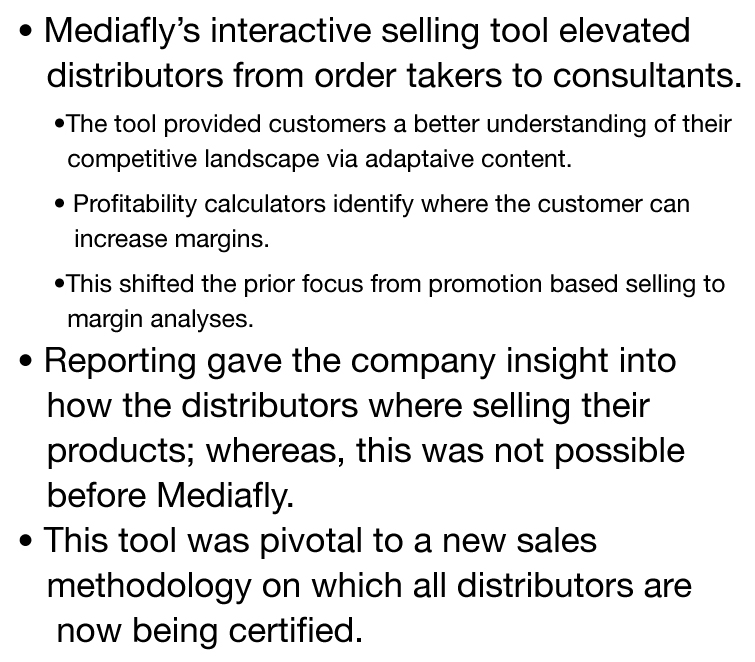 • Mediafly's interactive selling tool elevated
distributors from order takers to consultants.
•The tool provided customers a better understanding of their
competitive landscape via adaptaive content.
• Profitability calculators identify where the customer can
increase margins.
•This shifted the prior focus from promotion based selling to
margin analyses.
• Reporting gave the company insight into
how the distributors where selling their
products; whereas, this was not possible
before Mediafly.
• This tool was pivotal to a new sales
methodology on which all distributors are
now being certified.